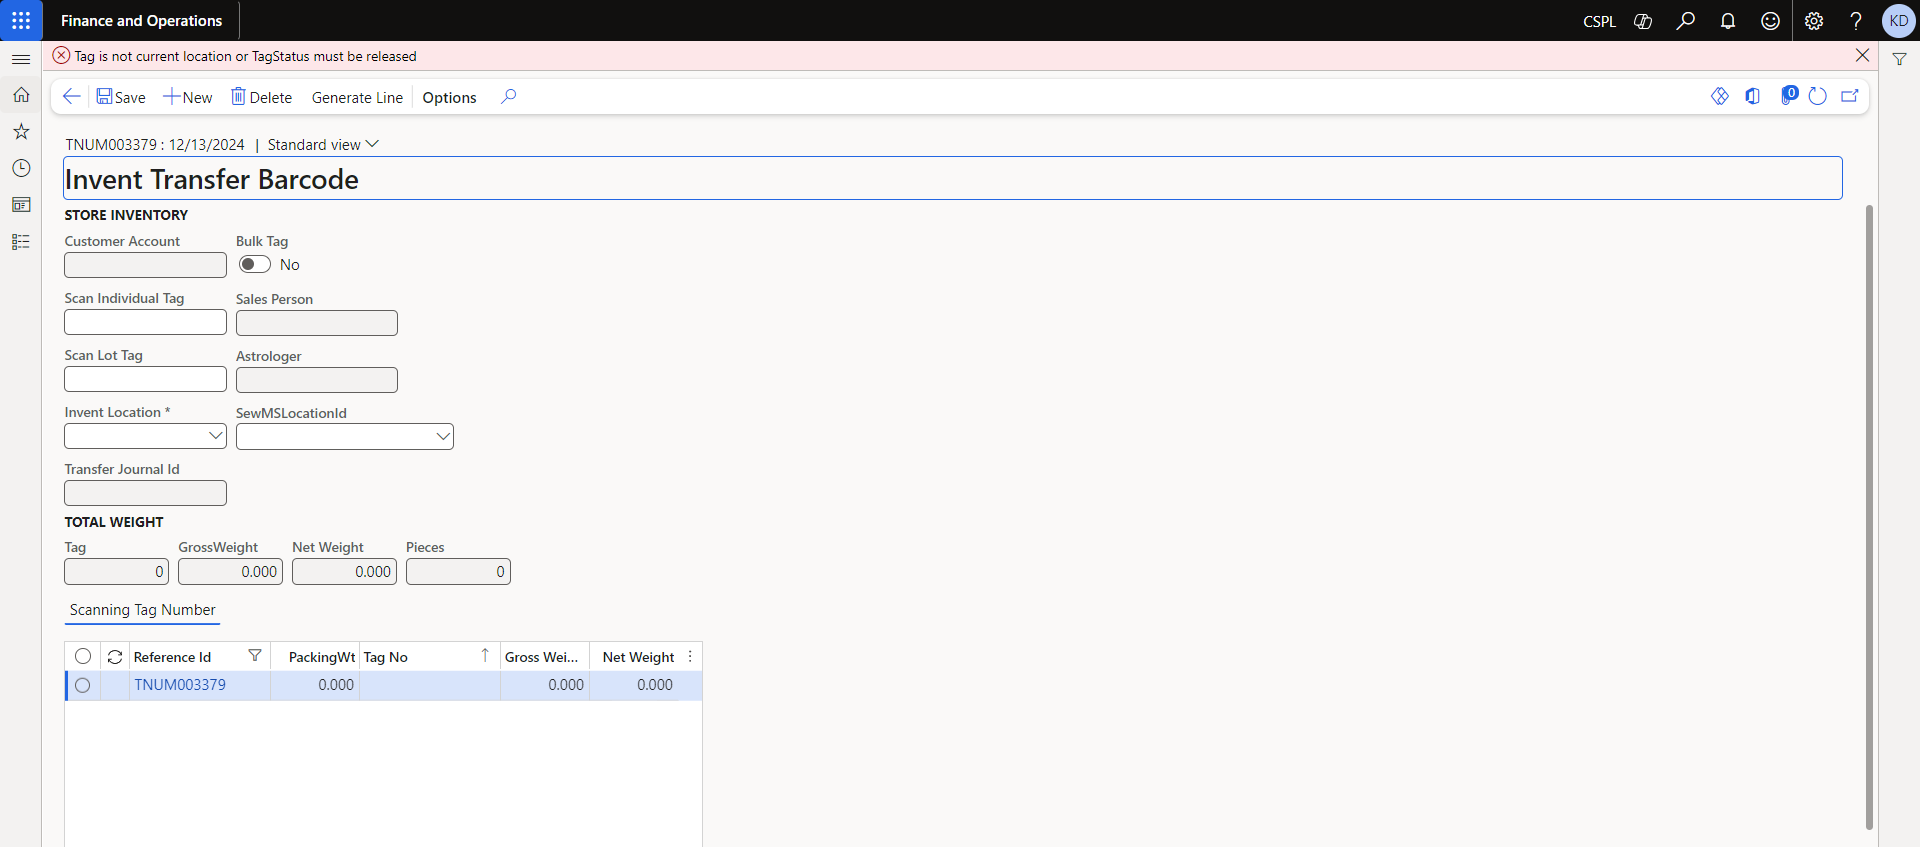 Finance and Operations
CSPL
KD
Tag is not current location or TagStatus must be released
Save New Delete Generate Line Options
0
TNUM003379 : 12/13/2024 | Standard view
Invent Transfer Barcode
STORE INVENTORY
Customer Account Bulk Tag
No
Scan Individual Tag Sales Person
Scan Lot Tag Astrologer
Invent Location * SewMSLocationId
Transfer Journal Id
TOTAL WEIGHT
Tag GrossWeight Net Weight Pieces
0 0.000 0.000 0
Scanning Tag Number
Reference Id PackingWt Tag No Gross Wei... Net Weight
TNUM003379 0.000 0.000 0.000